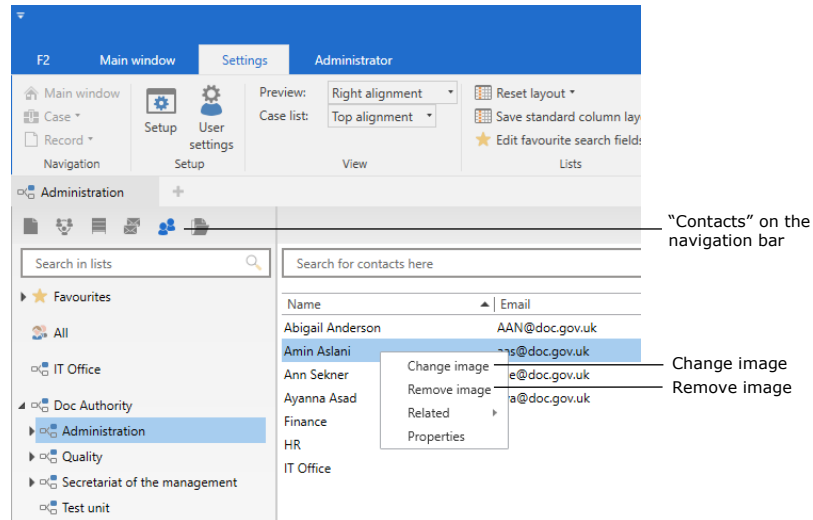 F2 Main window Settings Administrator
Main window
Case
Record
Navigation
Setup
User
settings
Setup
Preview: Right alignment
Case list: Top alignment
View
Reset layout
Save standard column lay
Edit favourite search fields
Lists
Administration
+
"Contacts" on the
navigation bar
Search in lists
Search for contacts here
Favourites
All
IT Office
Doc Authority
Administration
Quality
Secretariat of the management
Test unit
Name Email
Abigail Anderson AAN@doc.gov.uk
Amin Aslani @doc.gov.uk
Ann Sekner @doc.gov.uk
Ayanna Asad @doc.gov.uk
Finance
HR
IT Office
Change image
Remove image
Related
Properties
Change image
Remove image